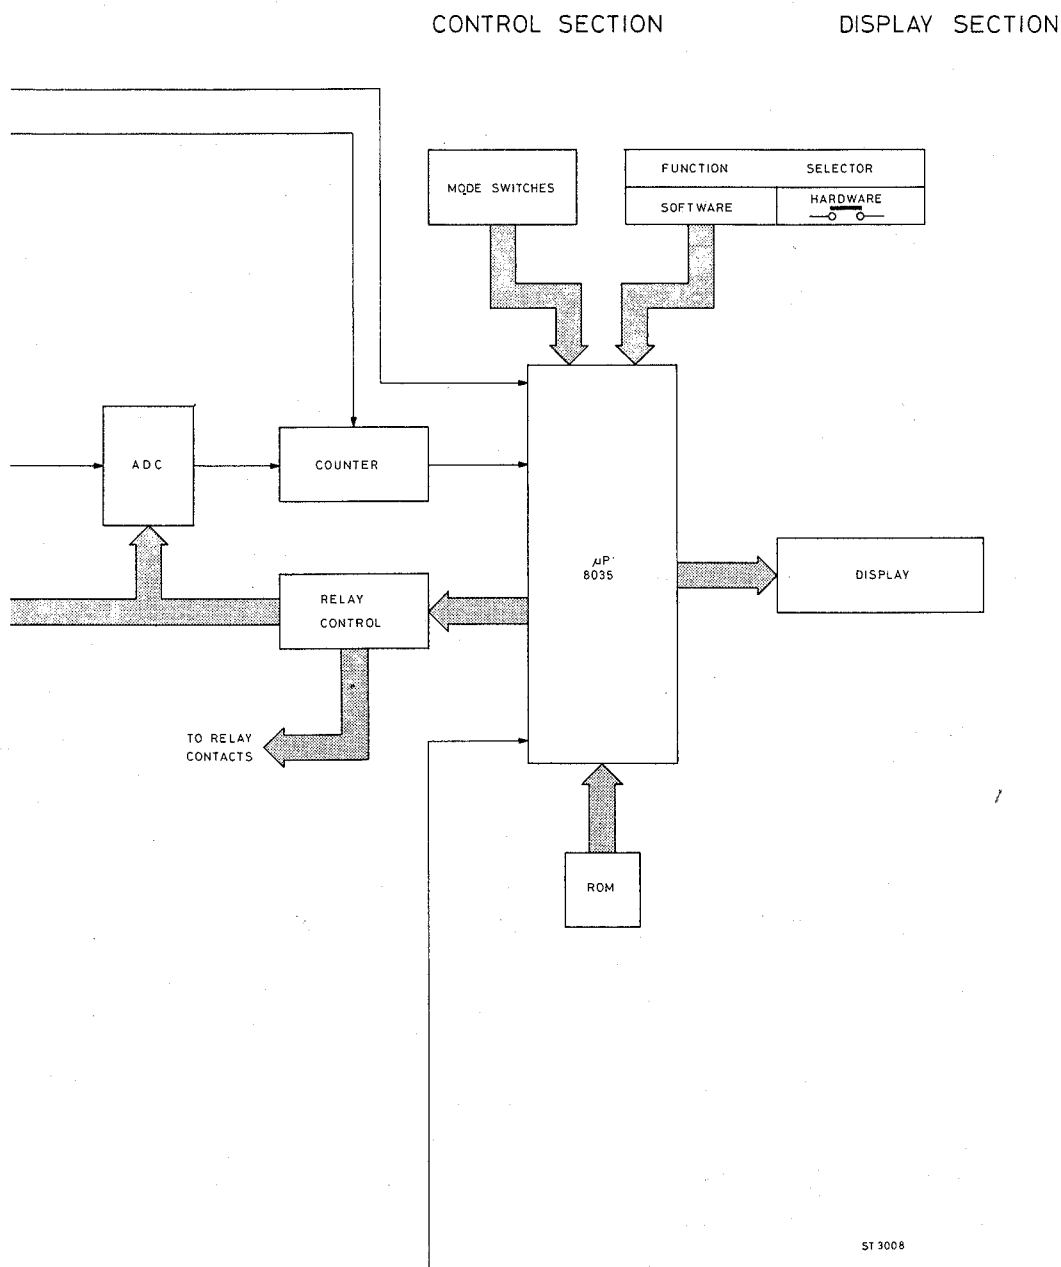 CONTROL SECTION
DISPLAY SECTION
MODE SWITCHES
FUNCTION SELECTOR
SOFTWARE
HARDWARE
ADC
COUNTER
µP
8035
DISPLAY
RELAY
CONTROL
TO RELAY
CONTACTS
ROM
ST 3008